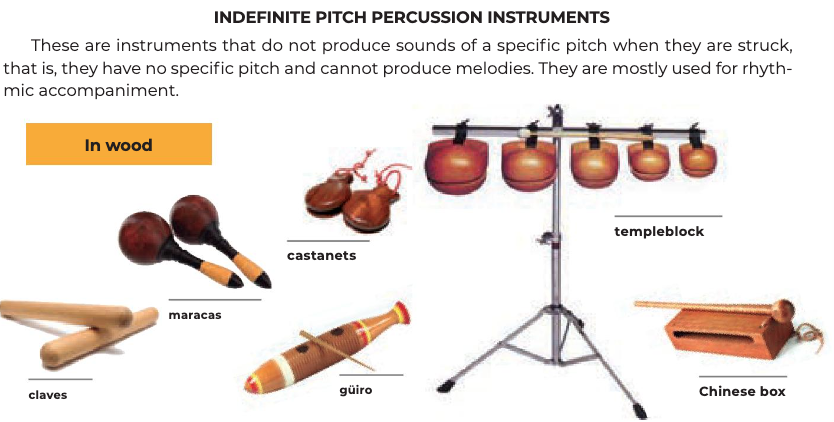 INDEFINITE PITCH PERCUSSION INSTRUMENTS
These are instruments that do not produce sounds of a specific pitch when they are struck,
that is, they have no specific pitch and cannot produce melodies. They are mostly used for rhyth-
mic accompaniment.
In wood
castanets
templeblock
maracas
claves
güiro
Chinese box